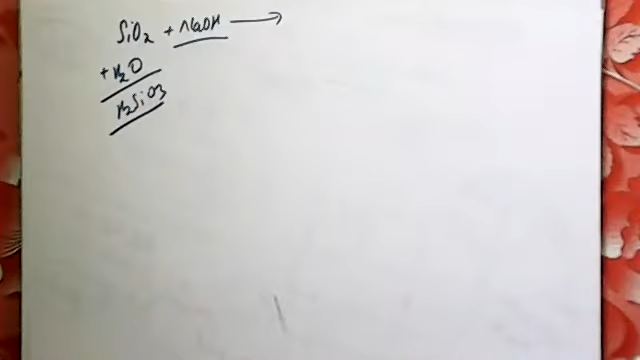 SiO₂ + NaOH ⟶
+ H₂O
H₂SiO₃